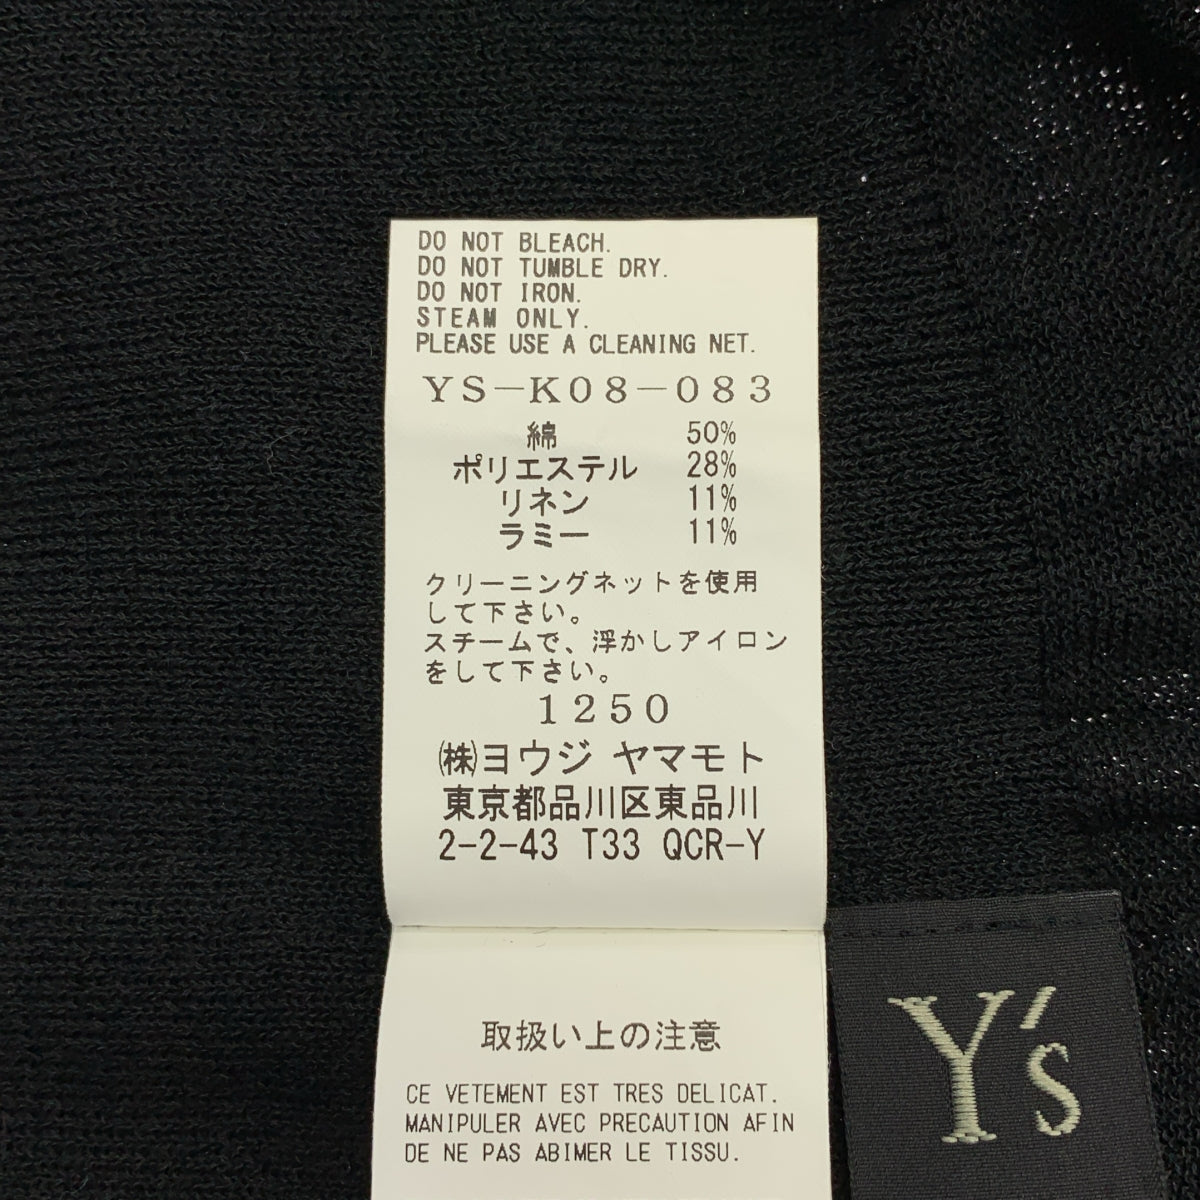 DO NOT BLEACH.
DO NOT TUMBLE DRY.
DO NOT IRON.
STEAM ONLY.
PLEASE USE A CLEANING NET.
YS－K08－083
綿 50%
ポリエステル 28%
リネン 11%
ラミー 11%
クリーニングネットを使用
して下さい。
スチームで、浮かしアイロン
をして下さい。
1250
㈱ヨウジ ヤマモト
東京都品川区東品川
2-2-43 T33 QCR-Y
取扱い上の注意
CE VETEMENT EST TRES DELICAT.
MANIPULER AVEC PRECAUTION AFIN
DE NE PAS ABIMER LE TISSU.
Y's